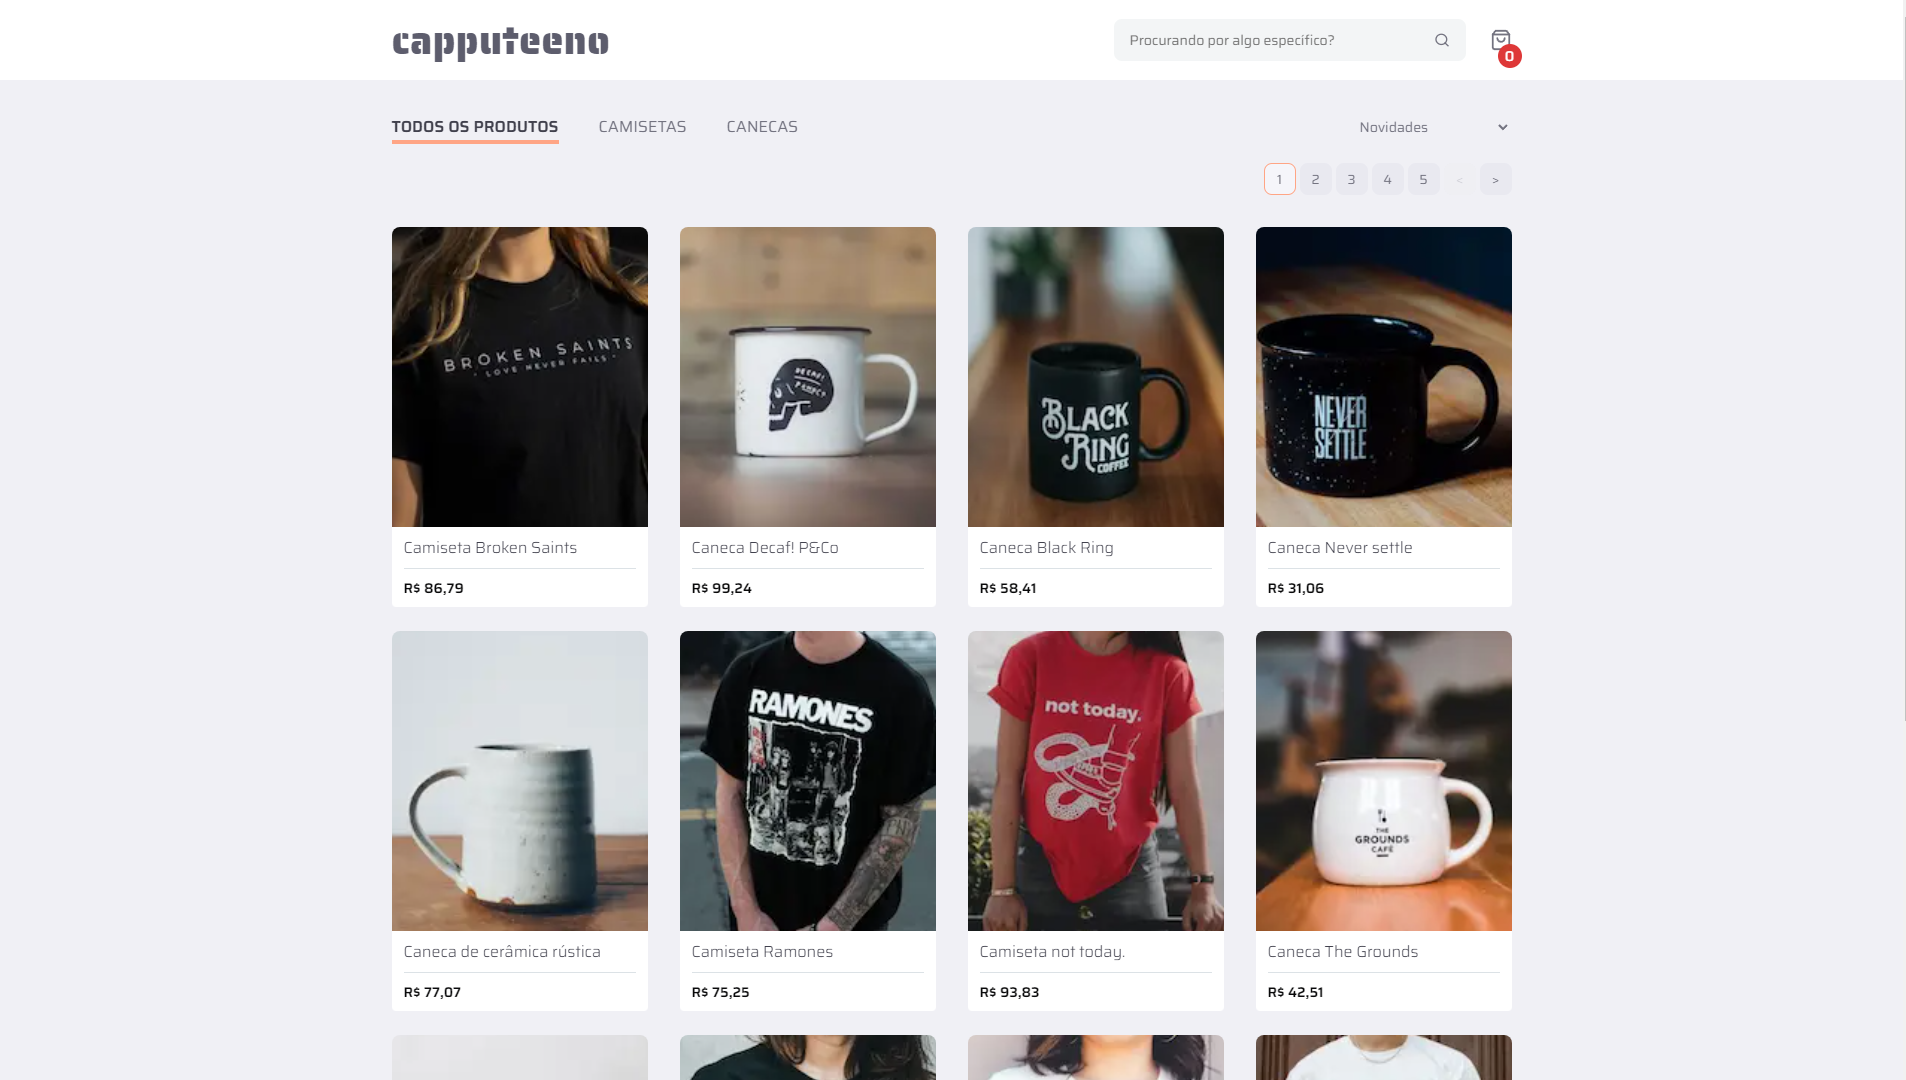 capputeeno
Procurando por algo específico?
0
TODOS OS PRODUTOS
CAMISETAS
CANECAS
Novidades
1
2
3
4
5
<
>
BROKEN SAINTS
LOVE NEVER FAILS
DECAF!
BLACK
RING
COFFEE
NEVER
SETTLE
Camiseta Broken Saints
Caneca Decaf! P&Co
Caneca Black Ring
Caneca Never settle
R$ 86,79
R$ 99,24
R$ 58,41
R$ 31,06
RAMONES
not today.
THE
GROUNDS
CAFE
Caneca de cerâmica rústica
Camiseta Ramones
Camiseta not today.
Caneca The Grounds
R$ 77,07
R$ 75,25
R$ 93,83
R$ 42,51